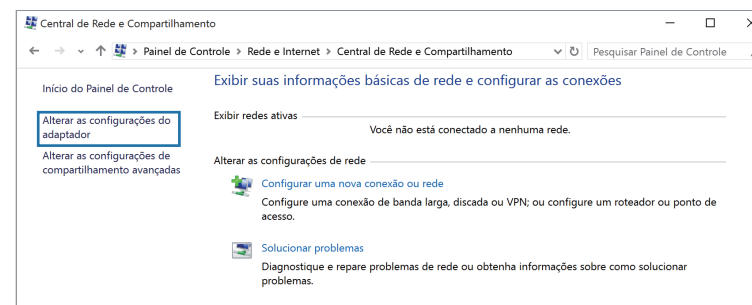 Central de Rede e Compartilhamento
Painel de Controle > Rede e Internet > Central de Rede e Compartilhamento
Pesquisar Painel de Controle
Início do Painel de Controle
Alterar as configurações do
adaptador
Alterar as configurações de
compartilhamento avançadas
Exibir suas informações básicas de rede e configurar as conexões
Exibir redes ativas
Você não está conectado a nenhuma rede.
Alterar as configurações de rede
Configurar uma nova conexão ou rede
Configure uma conexão de banda larga, discada ou VPN; ou configure um roteador ou ponto de
acesso.
Solucionar problemas
Diagnostique e repare problemas de rede ou obtenha informações sobre como solucionar
problemas.